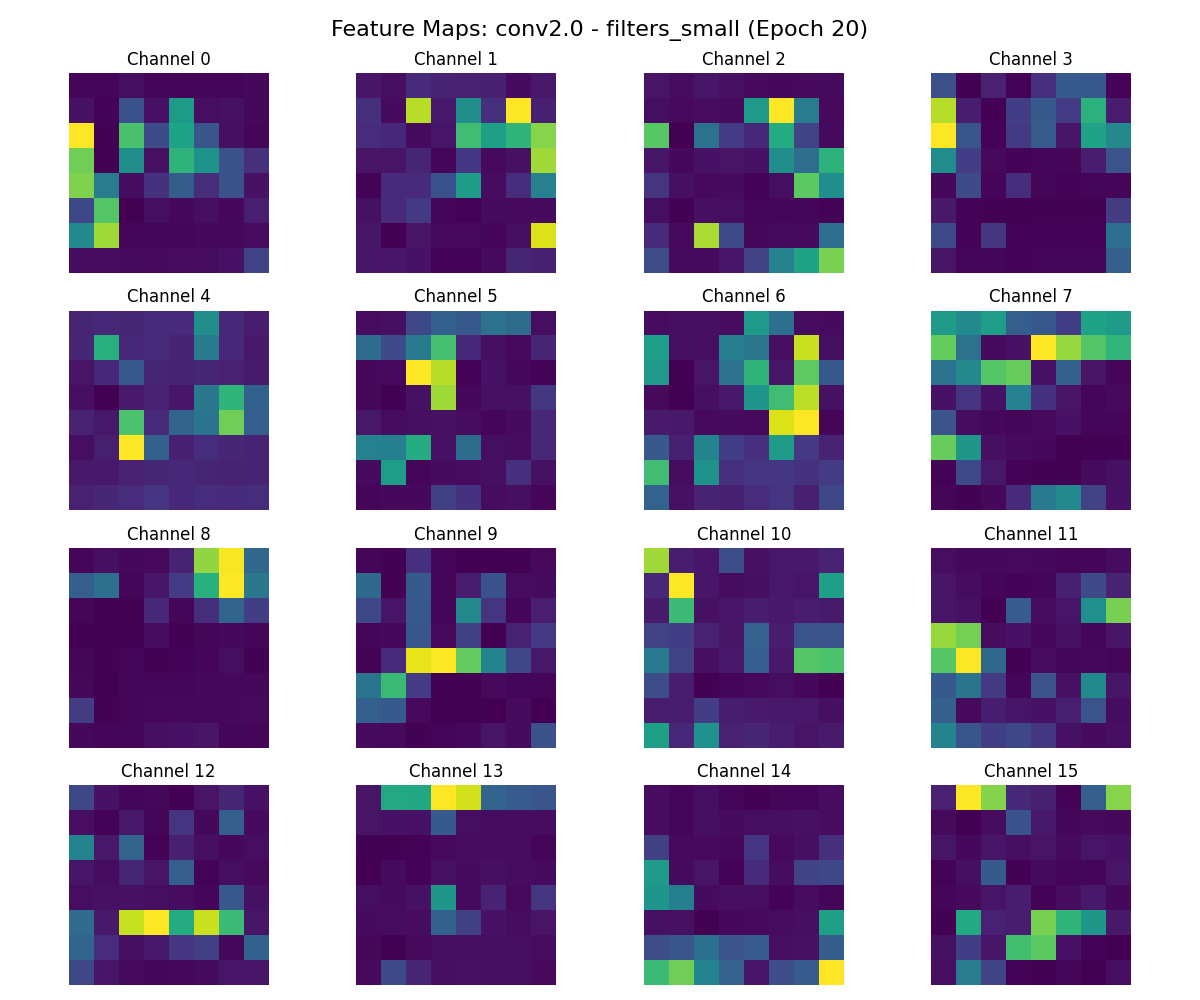 Feature Maps: conv2.0 - filters_small (Epoch 20)
Channel 0
Channel 1
Channel 2
Channel 3
Channel 4
Channel 5
Channel 6
Channel 7
Channel 8
Channel 9
Channel 10
Channel 11
Channel 12
Channel 13
Channel 14
Channel 15